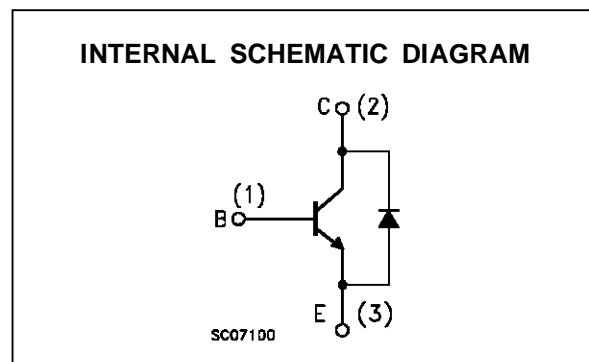 INTERNAL SCHEMATIC DIAGRAM
C (2)
(1)
B
E (3)
SC07100